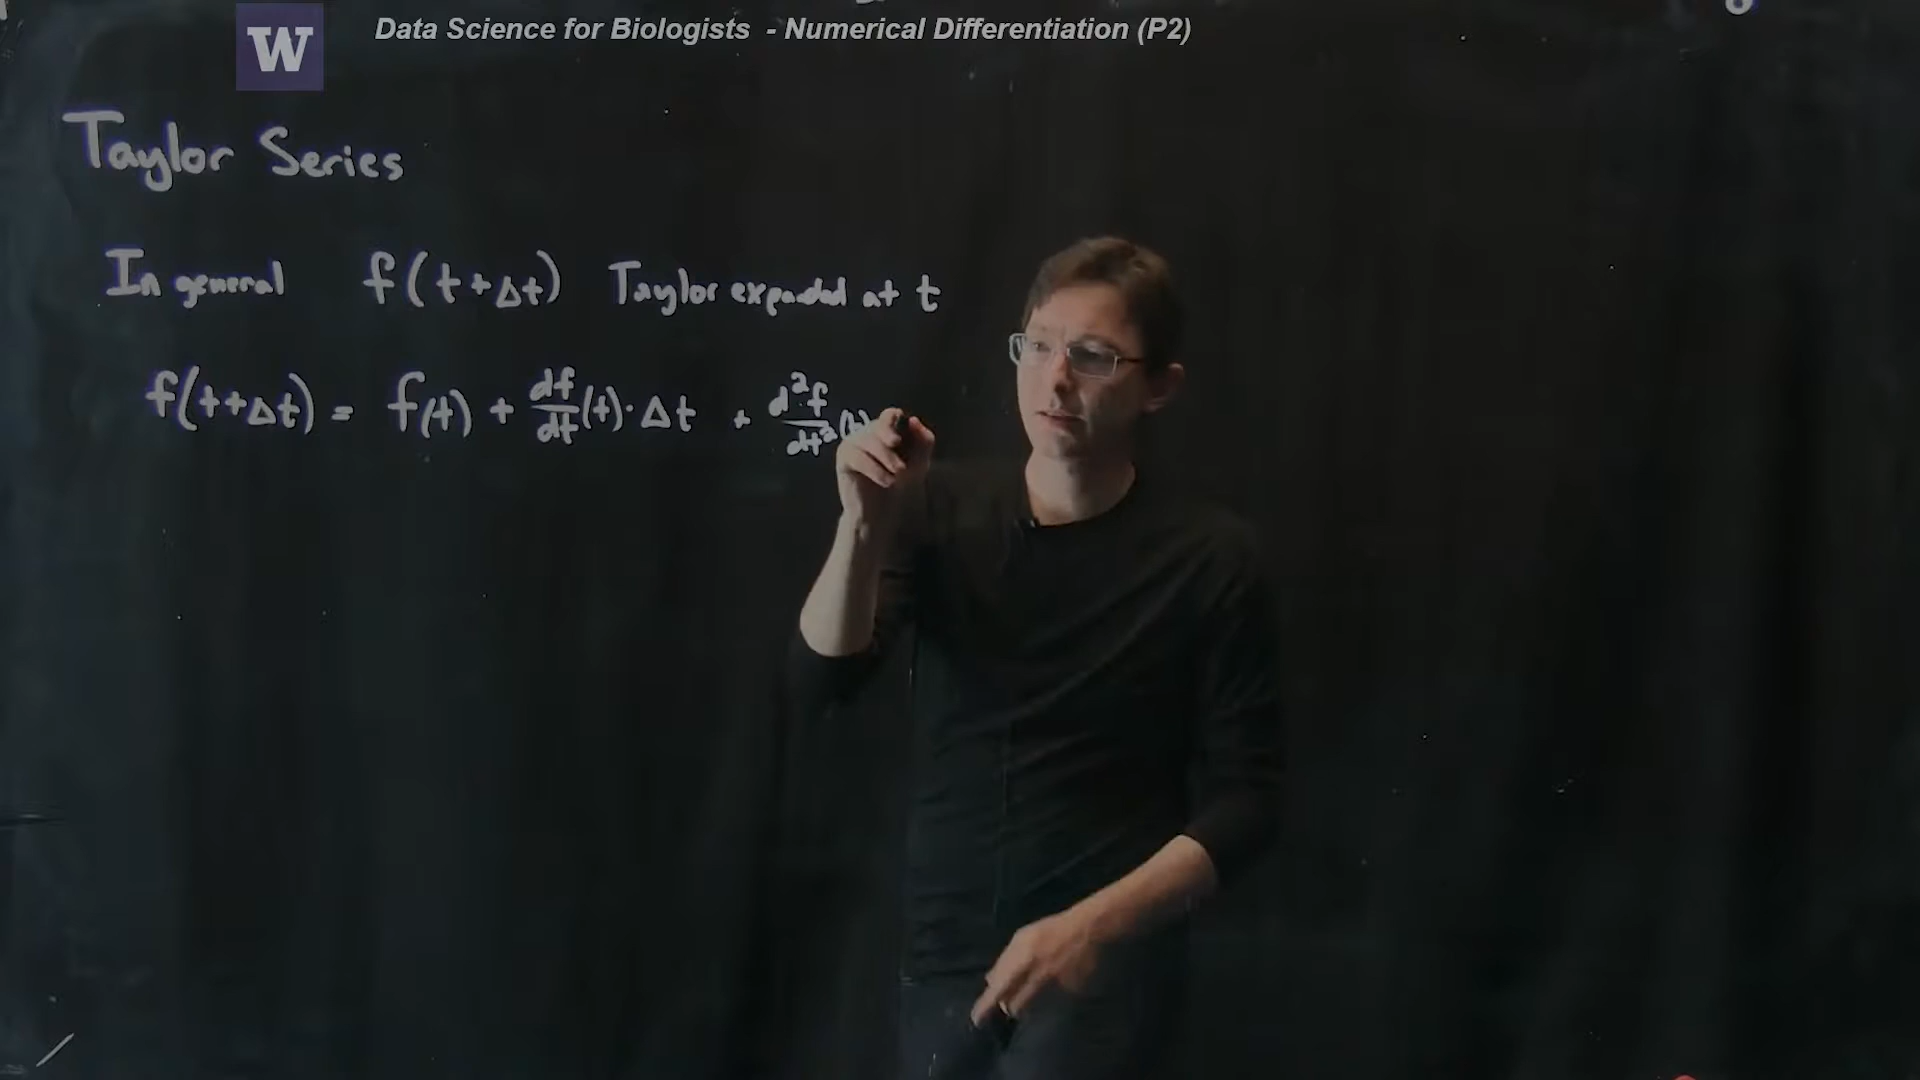 Data Science for Biologists - Numerical Differentiation (P2)
W
Taylor Series
In general f(t+Δt) Taylor expanded at t
f(t+Δt) = f(t) + df/dt(t)·Δt + d²f/dt²(t)